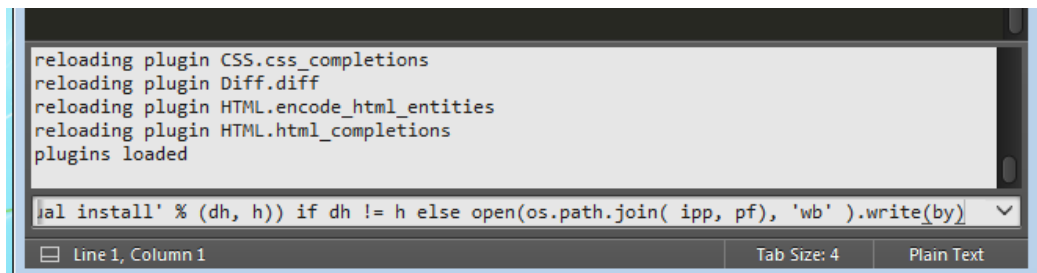 reloading plugin CSS.css_completions
reloading plugin Diff.diff
reloading plugin HTML.encode_html_entities
reloading plugin HTML.html_completions
plugins loaded
install' % (dh, h)) if dh != h else open(os.path.join( ipp, pf), 'wb' ).write(by)
Line 1, Column 1 Tab Size: 4 Plain Text